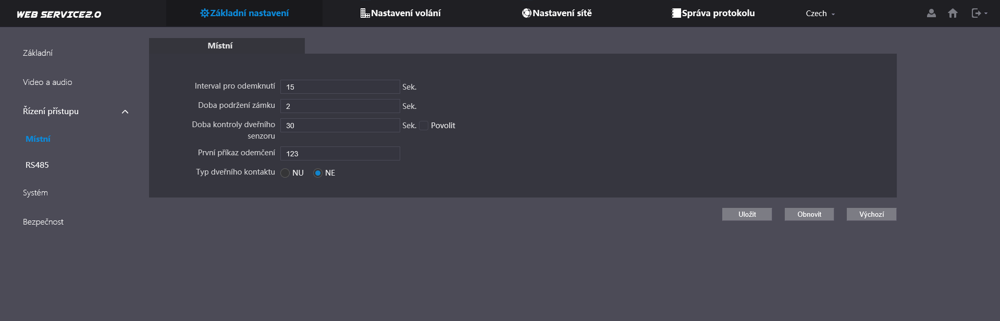 WEB SERVICE2.0
Základní nastavení
Nastavení volání
Nastavení sítě
Správa protokolu
Czech
Základní
Video a audio
Řízení přístupu
Místní
RS485
Systém
Bezpečnost
Místní
Interval pro odemknutí 15 Sek.
Doba podržení zámku 2 Sek.
Doba kontroly dveřního 30 Sek. Povolit
senzoru
První příkaz odemčení 123
Typ dveřního kontaktu NU NE
Uložit Obnovit Výchozí